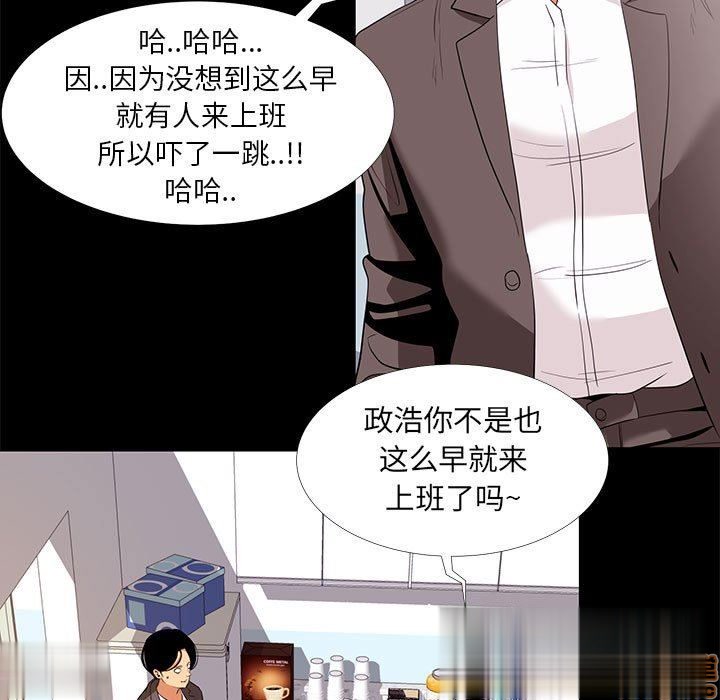 哈..哈哈...
因..因为没想到这么早
就有人来上班
所以吓了一跳..!!
哈哈..
政浩你不是也
这么早就来
上班了吗~
COFFE METAL